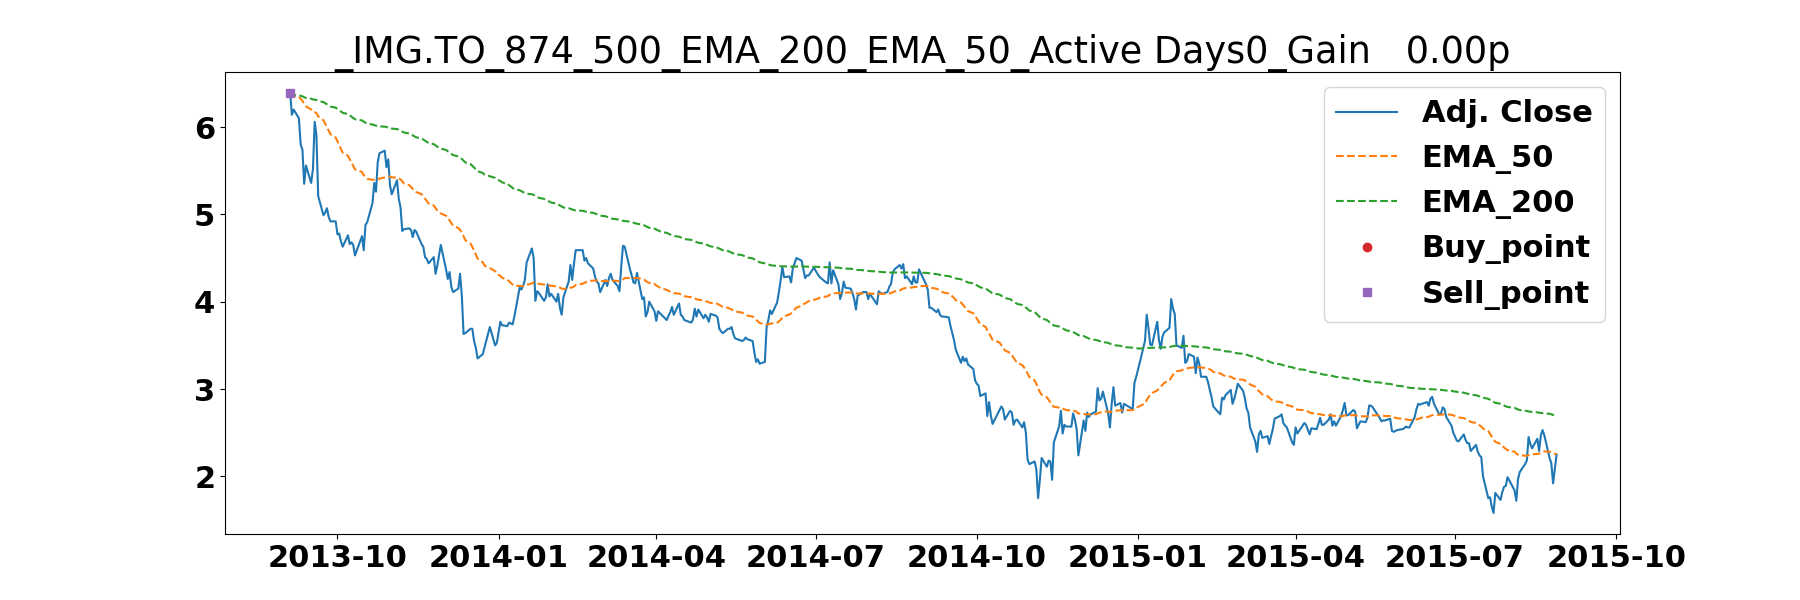 _IMG.TO_874_500_EMA_200_EMA_50_Active Days0_Gain   0.00p
Adj. Close
EMA_50
EMA_200
Buy_point
Sell_point
6
5
4
3
2
2013-10 2014-01 2014-04 2014-07 2014-10 2015-01 2015-04 2015-07 2015-10